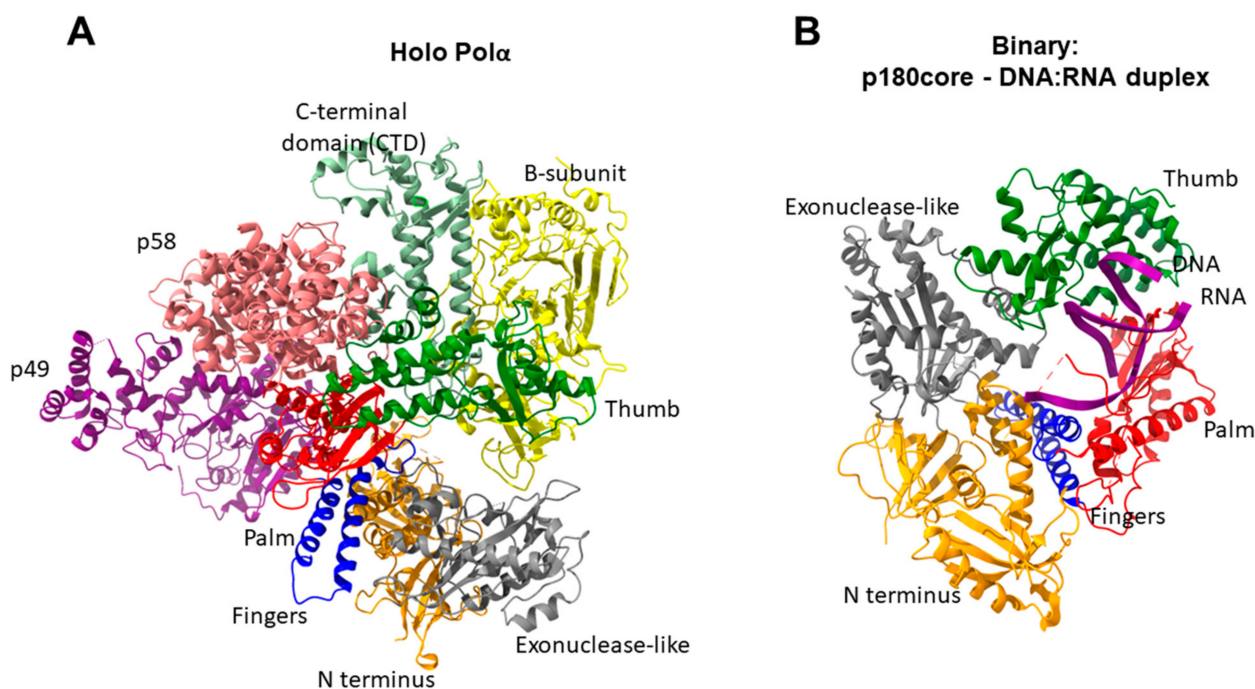 A
Holo Polα
C-terminal
domain (CTD)
B-subunit
p58
p49
Thumb
Palm
Fingers
Exonuclease-like
N terminus
B
Binary:
p180core - DNA:RNA duplex
Thumb
Exonuclease-like
DNA
RNA
Palm
Fingers
N terminus